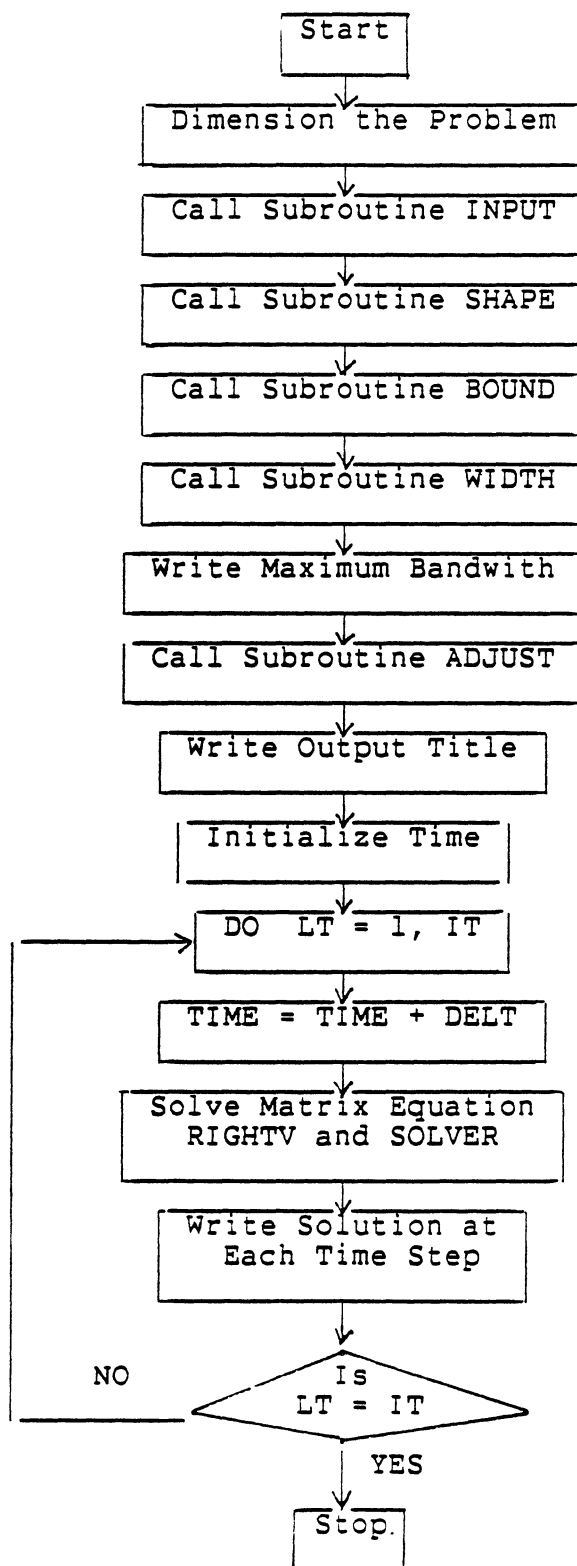 Start
Dimension the Problem
Call Subroutine INPUT
Call Subroutine SHAPE
Call Subroutine BOUND
Call Subroutine WIDTH
Write Maximum Bandwith
Call Subroutine ADJUST
Write Output Title
Initialize Time
DO LT = 1, IT
TIME = TIME + DELT
Solve Matrix Equation
RIGHTV and SOLVER
Write Solution at
Each Time Step
Is
LT = IT
NO
YES
Stop.